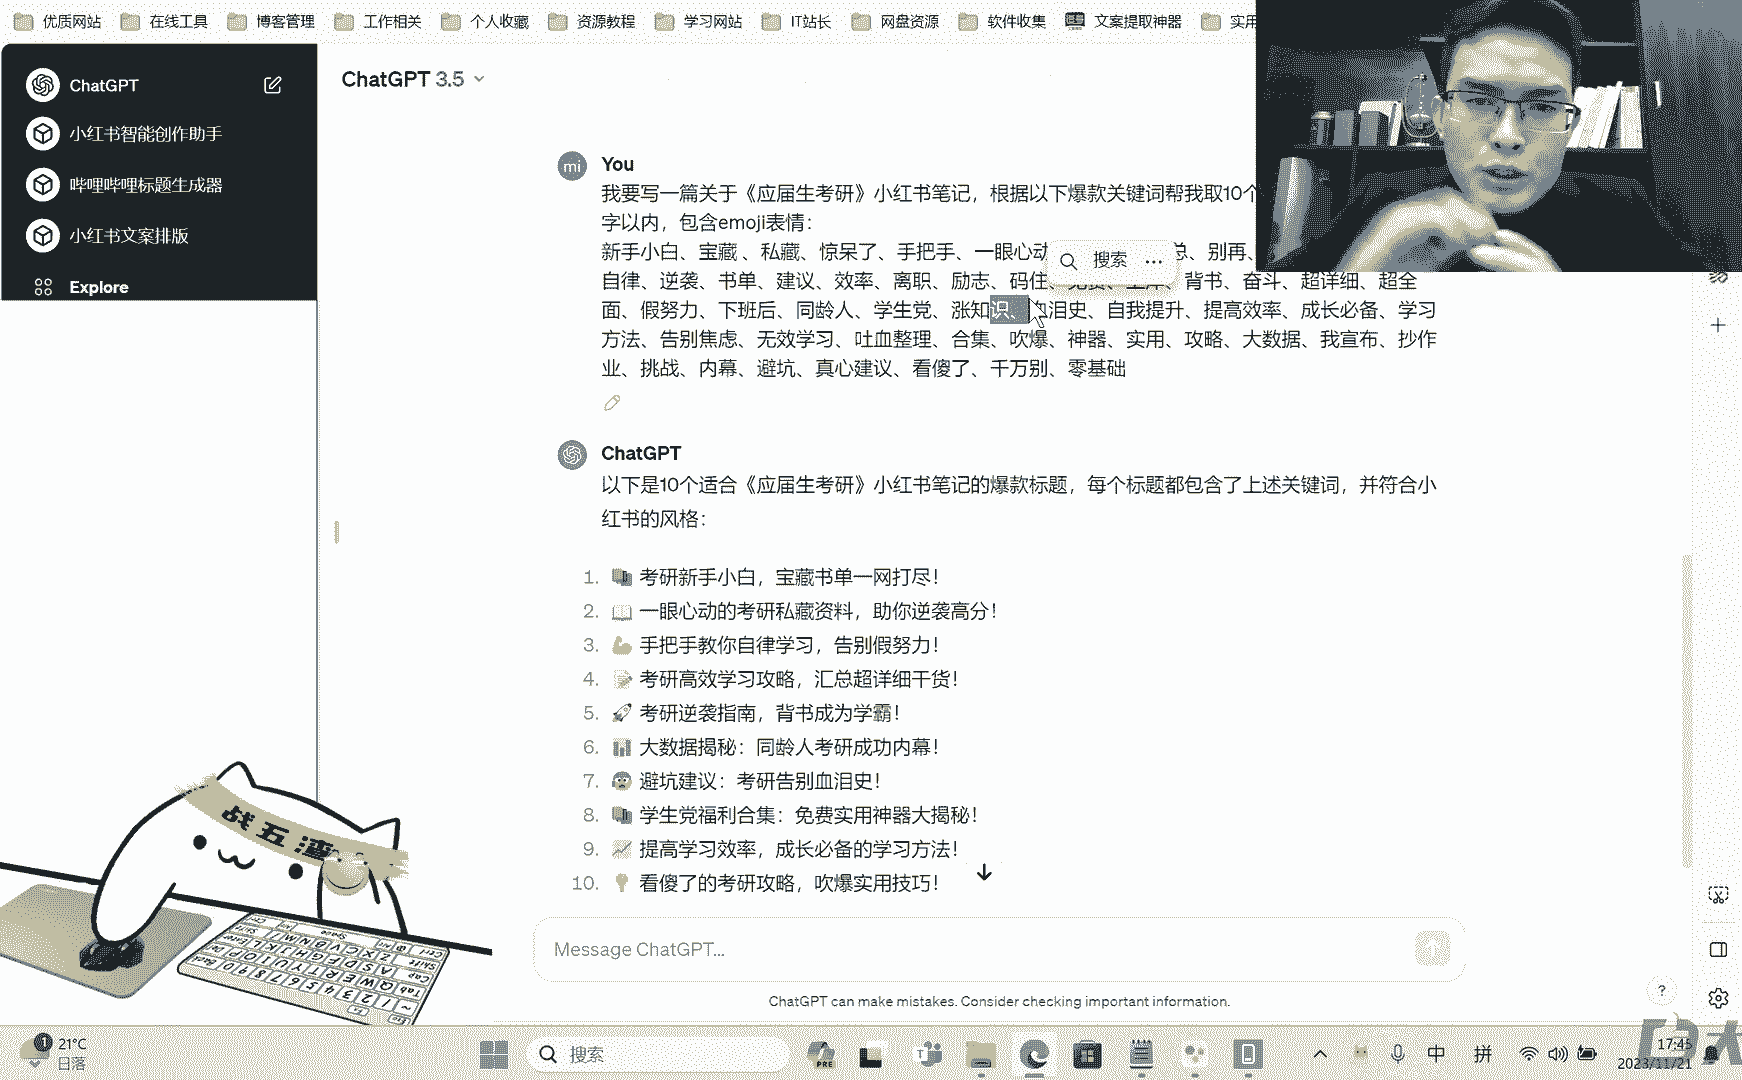 优质网站 在线工具 博客管理 工作相关 个人收藏 资源教程 学习网站 IT站长 网盘资源 软件收集 文案提取神器 实用
ChatGPT
小红书智能创作助手
哔哩哔哩标题生成器
小红书文案排版
Explore
ChatGPT 3.5
mi You
我要写一篇关于《应届生考研》小红书笔记，根据以下爆款关键词帮我取10个
字以内，包含emoji表情：
新手小白、宝藏、私藏、惊呆了、手把手、一眼心动 总、别再、
搜索 ···
自律、逆袭、书单、建议、效率、离职、励志、码住、 背书、奋斗、超详细、超全
面、假努力、下班后、同龄人、学生党、涨知识、血泪史、自我提升、提高效率、成长必备、学习
方法、告别焦虑、无效学习、吐血整理、合集、吹爆、神器、实用、攻略、大数据、我宣布、抄作
业、挑战、内幕、避坑、真心建议、看傻了、千万别、零基础
ChatGPT
以下是10个适合《应届生考研》小红书笔记的爆款标题，每个标题都包含了上述关键词，并符合小
红书的风格：
1. 📚 考研新手小白，宝藏书单一网打尽！
2. 📖 一眼心动的考研私藏资料，助你逆袭高分！
3. 💪 手把手教你自律学习，告别假努力！
4. 📝 考研高效学习攻略，汇总超详细干货！
5. 🚀 考研逆袭指南，背书成为学霸！
6. 📊 大数据揭秘：同龄人考研成功内幕！
7. 😨 避坑建议：考研告别血泪史！
8. 📚 学生党福利合集：免费实用神器大揭秘！
9. 📈 提高学习效率，成长必备的学习方法！
10. 💡 看傻了的考研攻略，吹爆实用技巧！
Message ChatGPT...
ChatGPT can make mistakes. Consider checking important information.
?
战五渣
1 21°C
日落
搜索
PRE
中 拼
17:45
2023/11/21